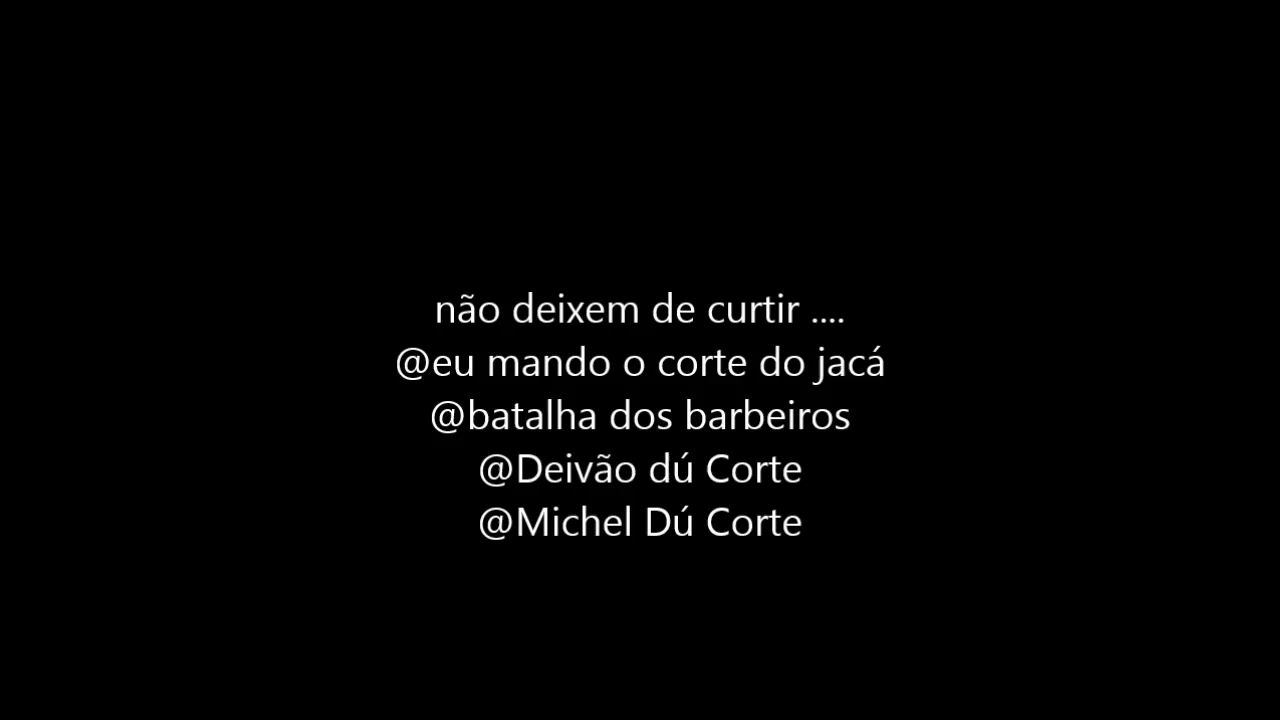 não deixem de curtir ....
@eu mando o corte do jacá
@batalha dos barbeiros
@Deivão dú Corte
@Michel Dú Corte